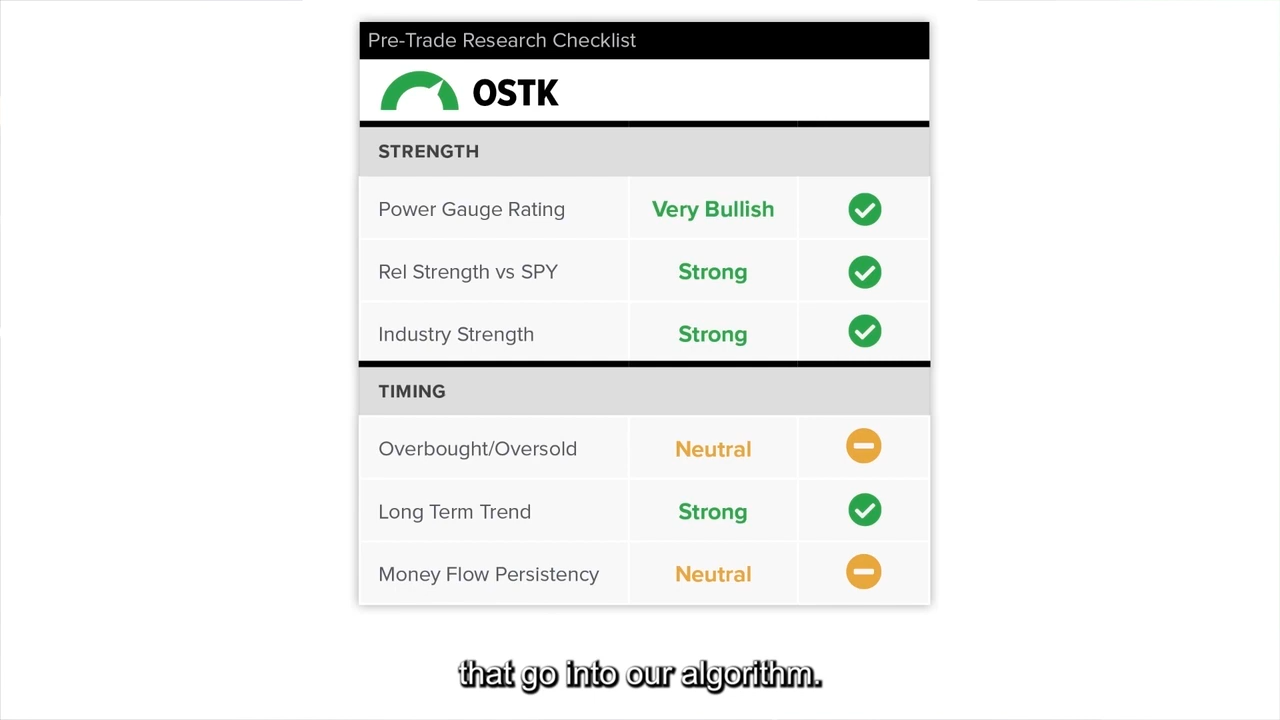 Pre-Trade Research Checklist
OSTK
STRENGTH
Power Gauge Rating Very Bullish
Rel Strength vs SPY Strong
Industry Strength Strong
TIMING
Overbought/Oversold Neutral
Long Term Trend Strong
Money Flow Persistency Neutral
that go into our algorithm.